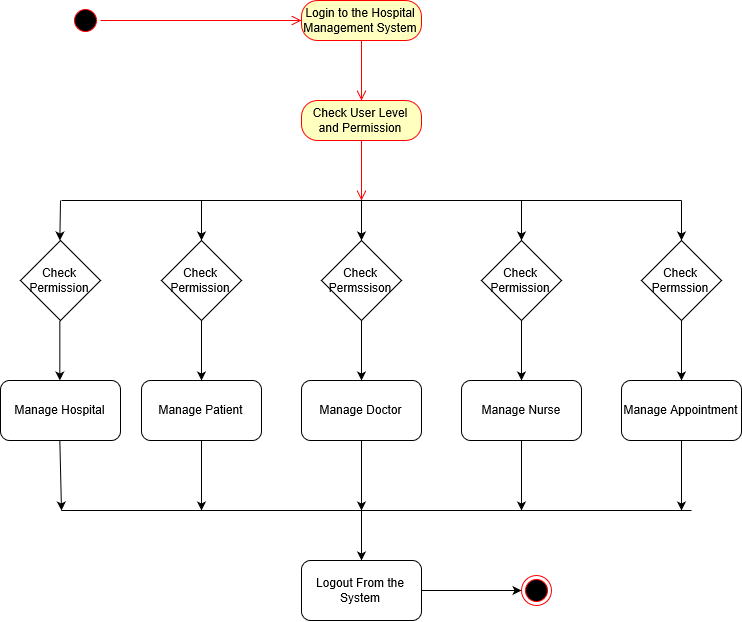 Login to the Hospital
Management System
Check User Level
and Permission
Check
Permission
Check
Permission
Check
Permssison
Check
Permission
Check
Permssion
Manage Hospital
Manage Patient
Manage Doctor
Manage Nurse
Manage Appointment
Logout From the
System